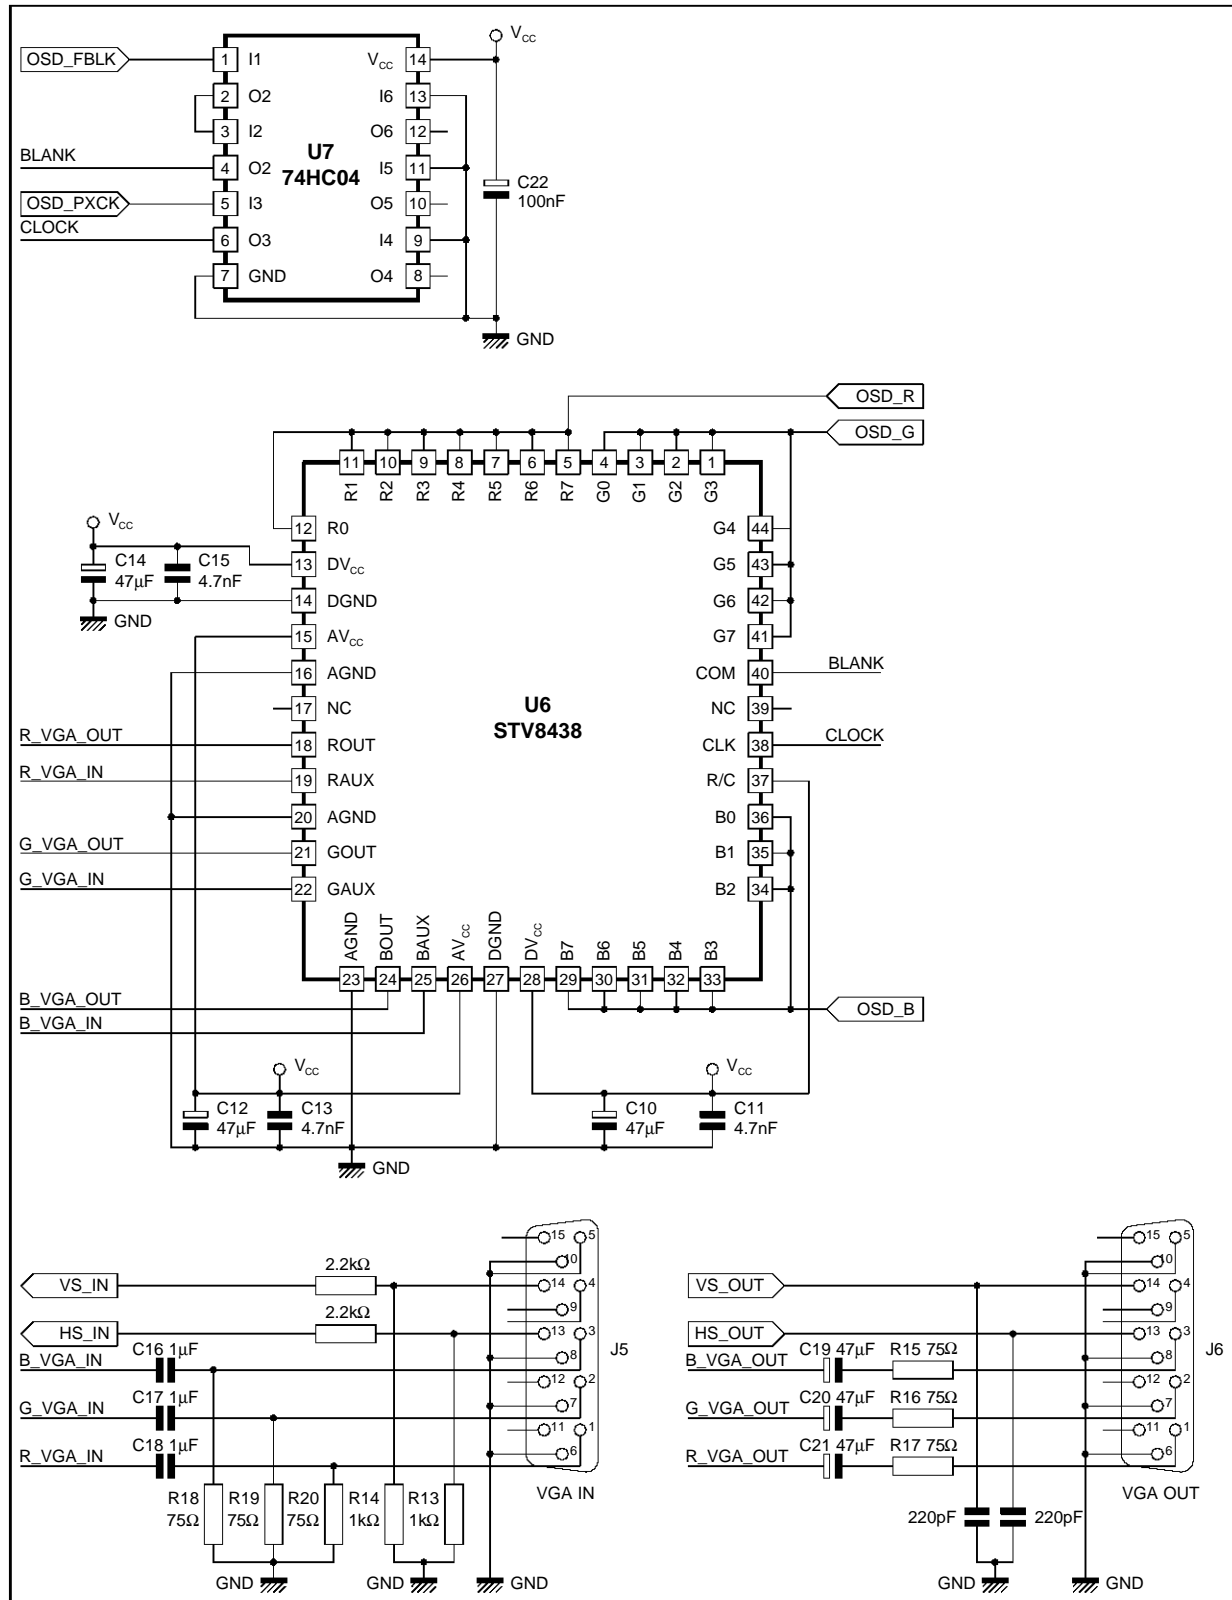 VCC
OSD_FBLK 1 I1 VCC 14
2 O2 I6 13
3 I2 O6 12
U7
74HC04
BLANK 4 O2 I5 11
C22
100nF
OSD_PXCK 5 I3 O5 10
CLOCK 6 O3 I4 9
7 GND O4 8
GND
OSD_R
OSD_G
11 10 9 8 7 6 5 4 3 2 1
R1 R2 R3 R4 R5 R6 R7 G0 G1 G2 G3
VCC
12 R0 G4 44
C14
47µF
C15
4.7nF
13 DVCC G5 43
14 DGND G6 42
GND
15 AVCC G7 41
16 AGND COM 40 BLANK
17 NC NC 39
U6
STV8438
R_VGA_OUT 18 ROUT CLK 38 CLOCK
R_VGA_IN 19 RAUX R/C 37
20 AGND B0 36
G_VGA_OUT 21 GOUT B1 35
G_VGA_IN 22 GAUX B2 34
AGND BOUT BAUX AVCC DGND DVCC B7 B6 B5 B4 B3
23 24 25 26 27 28 29 30 31 32 33
B_VGA_OUT
OSD_B
B_VGA_IN
VCC
VCC
C12
47µF
C13
4.7nF
C10
47µF
C11
4.7nF
GND
VS_IN 2.2kΩ
HS_IN 2.2kΩ
B_VGA_IN C16 1µF
G_VGA_IN C17 1µF
R_VGA_IN C18 1µF
15 5
10
14 4
9
13 3
8
12 2
7
11 1
6
J5
VGA IN
R18
75Ω
R19
75Ω
R20
75Ω
R14
1kΩ
R13
1kΩ
GND
GND
GND
VS_OUT
HS_OUT
B_VGA_OUT C19 47µF R15 75Ω
G_VGA_OUT C20 47µF R16 75Ω
R_VGA_OUT C21 47µF R17 75Ω
15 5
10
14 4
9
13 3
8
12 2
7
11 1
6
J6
VGA OUT
220pF 220pF
GND
GND